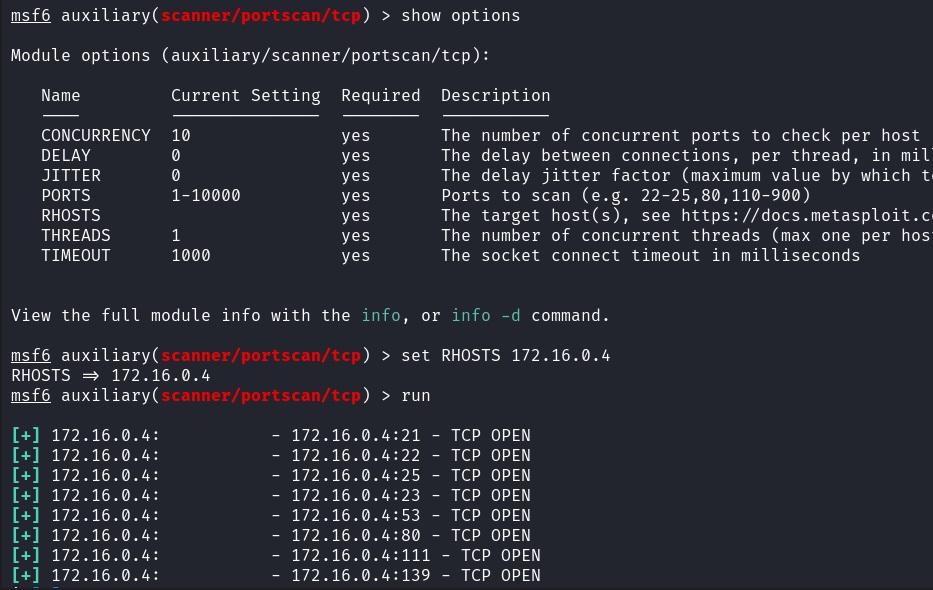 msf6 auxiliary(scanner/portscan/tcp) > show options
Module options (auxiliary/scanner/portscan/tcp):
Name Current Setting Required Description
CONCURRENCY 10 yes The number of concurrent ports to check per host
DELAY 0 yes The delay between connections, per thread, in mil
JITTER 0 yes The delay jitter factor (maximum value by which t
PORTS 1-10000 yes Ports to scan (e.g. 22-25,80,110-900)
RHOSTS yes The target host(s), see https://docs.metasploit.c
THREADS 1 yes The number of concurrent threads (max one per hos
TIMEOUT 1000 yes The socket connect timeout in milliseconds
View the full module info with the info, or info -d command.
msf6 auxiliary(scanner/portscan/tcp) > set RHOSTS 172.16.0.4
RHOSTS => 172.16.0.4
msf6 auxiliary(scanner/portscan/tcp) > run
[+] 172.16.0.4: - 172.16.0.4:21 - TCP OPEN
[+] 172.16.0.4: - 172.16.0.4:22 - TCP OPEN
[+] 172.16.0.4: - 172.16.0.4:25 - TCP OPEN
[+] 172.16.0.4: - 172.16.0.4:23 - TCP OPEN
[+] 172.16.0.4: - 172.16.0.4:53 - TCP OPEN
[+] 172.16.0.4: - 172.16.0.4:80 - TCP OPEN
[+] 172.16.0.4: - 172.16.0.4:111 - TCP OPEN
[+] 172.16.0.4: - 172.16.0.4:139 - TCP OPEN